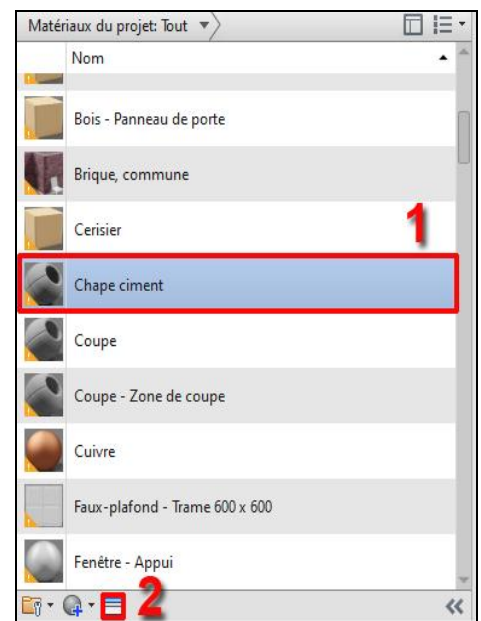 Matériaux du projet: Tout
Nom
Bois - Panneau de porte
Brique, commune
Cerisier
1
Chape ciment
Coupe
Coupe - Zone de coupe
Cuivre
Faux-plafond - Trame 600 x 600
Fenêtre - Appui
2